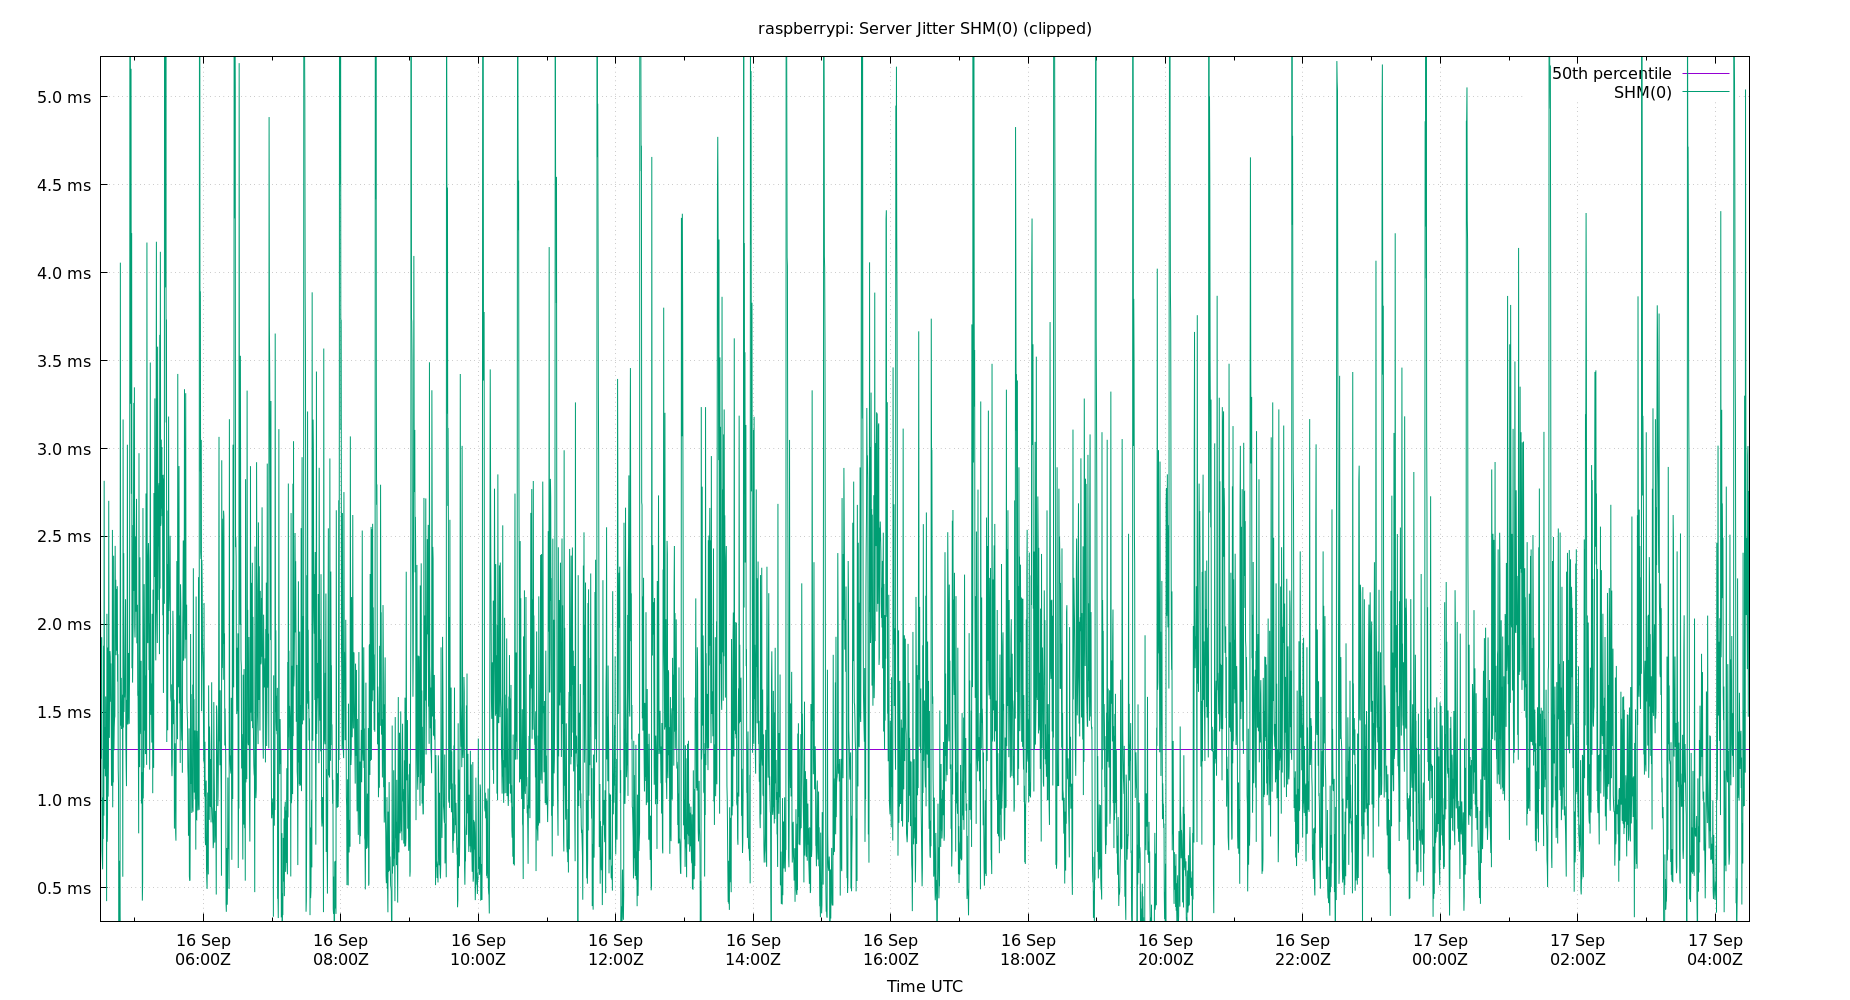 raspberrypi: Server Jitter SHM(0) (clipped)
50th percentile
SHM(0)
5.0 ms
4.5 ms
4.0 ms
3.5 ms
3.0 ms
2.5 ms
2.0 ms
1.5 ms
1.0 ms
0.5 ms
16 Sep 16 Sep 16 Sep 16 Sep 16 Sep 16 Sep 16 Sep 16 Sep 16 Sep 17 Sep 17 Sep 17 Sep
06:00Z 08:00Z 10:00Z 12:00Z 14:00Z 16:00Z 18:00Z 20:00Z 22:00Z 00:00Z 02:00Z 04:00Z
Time UTC